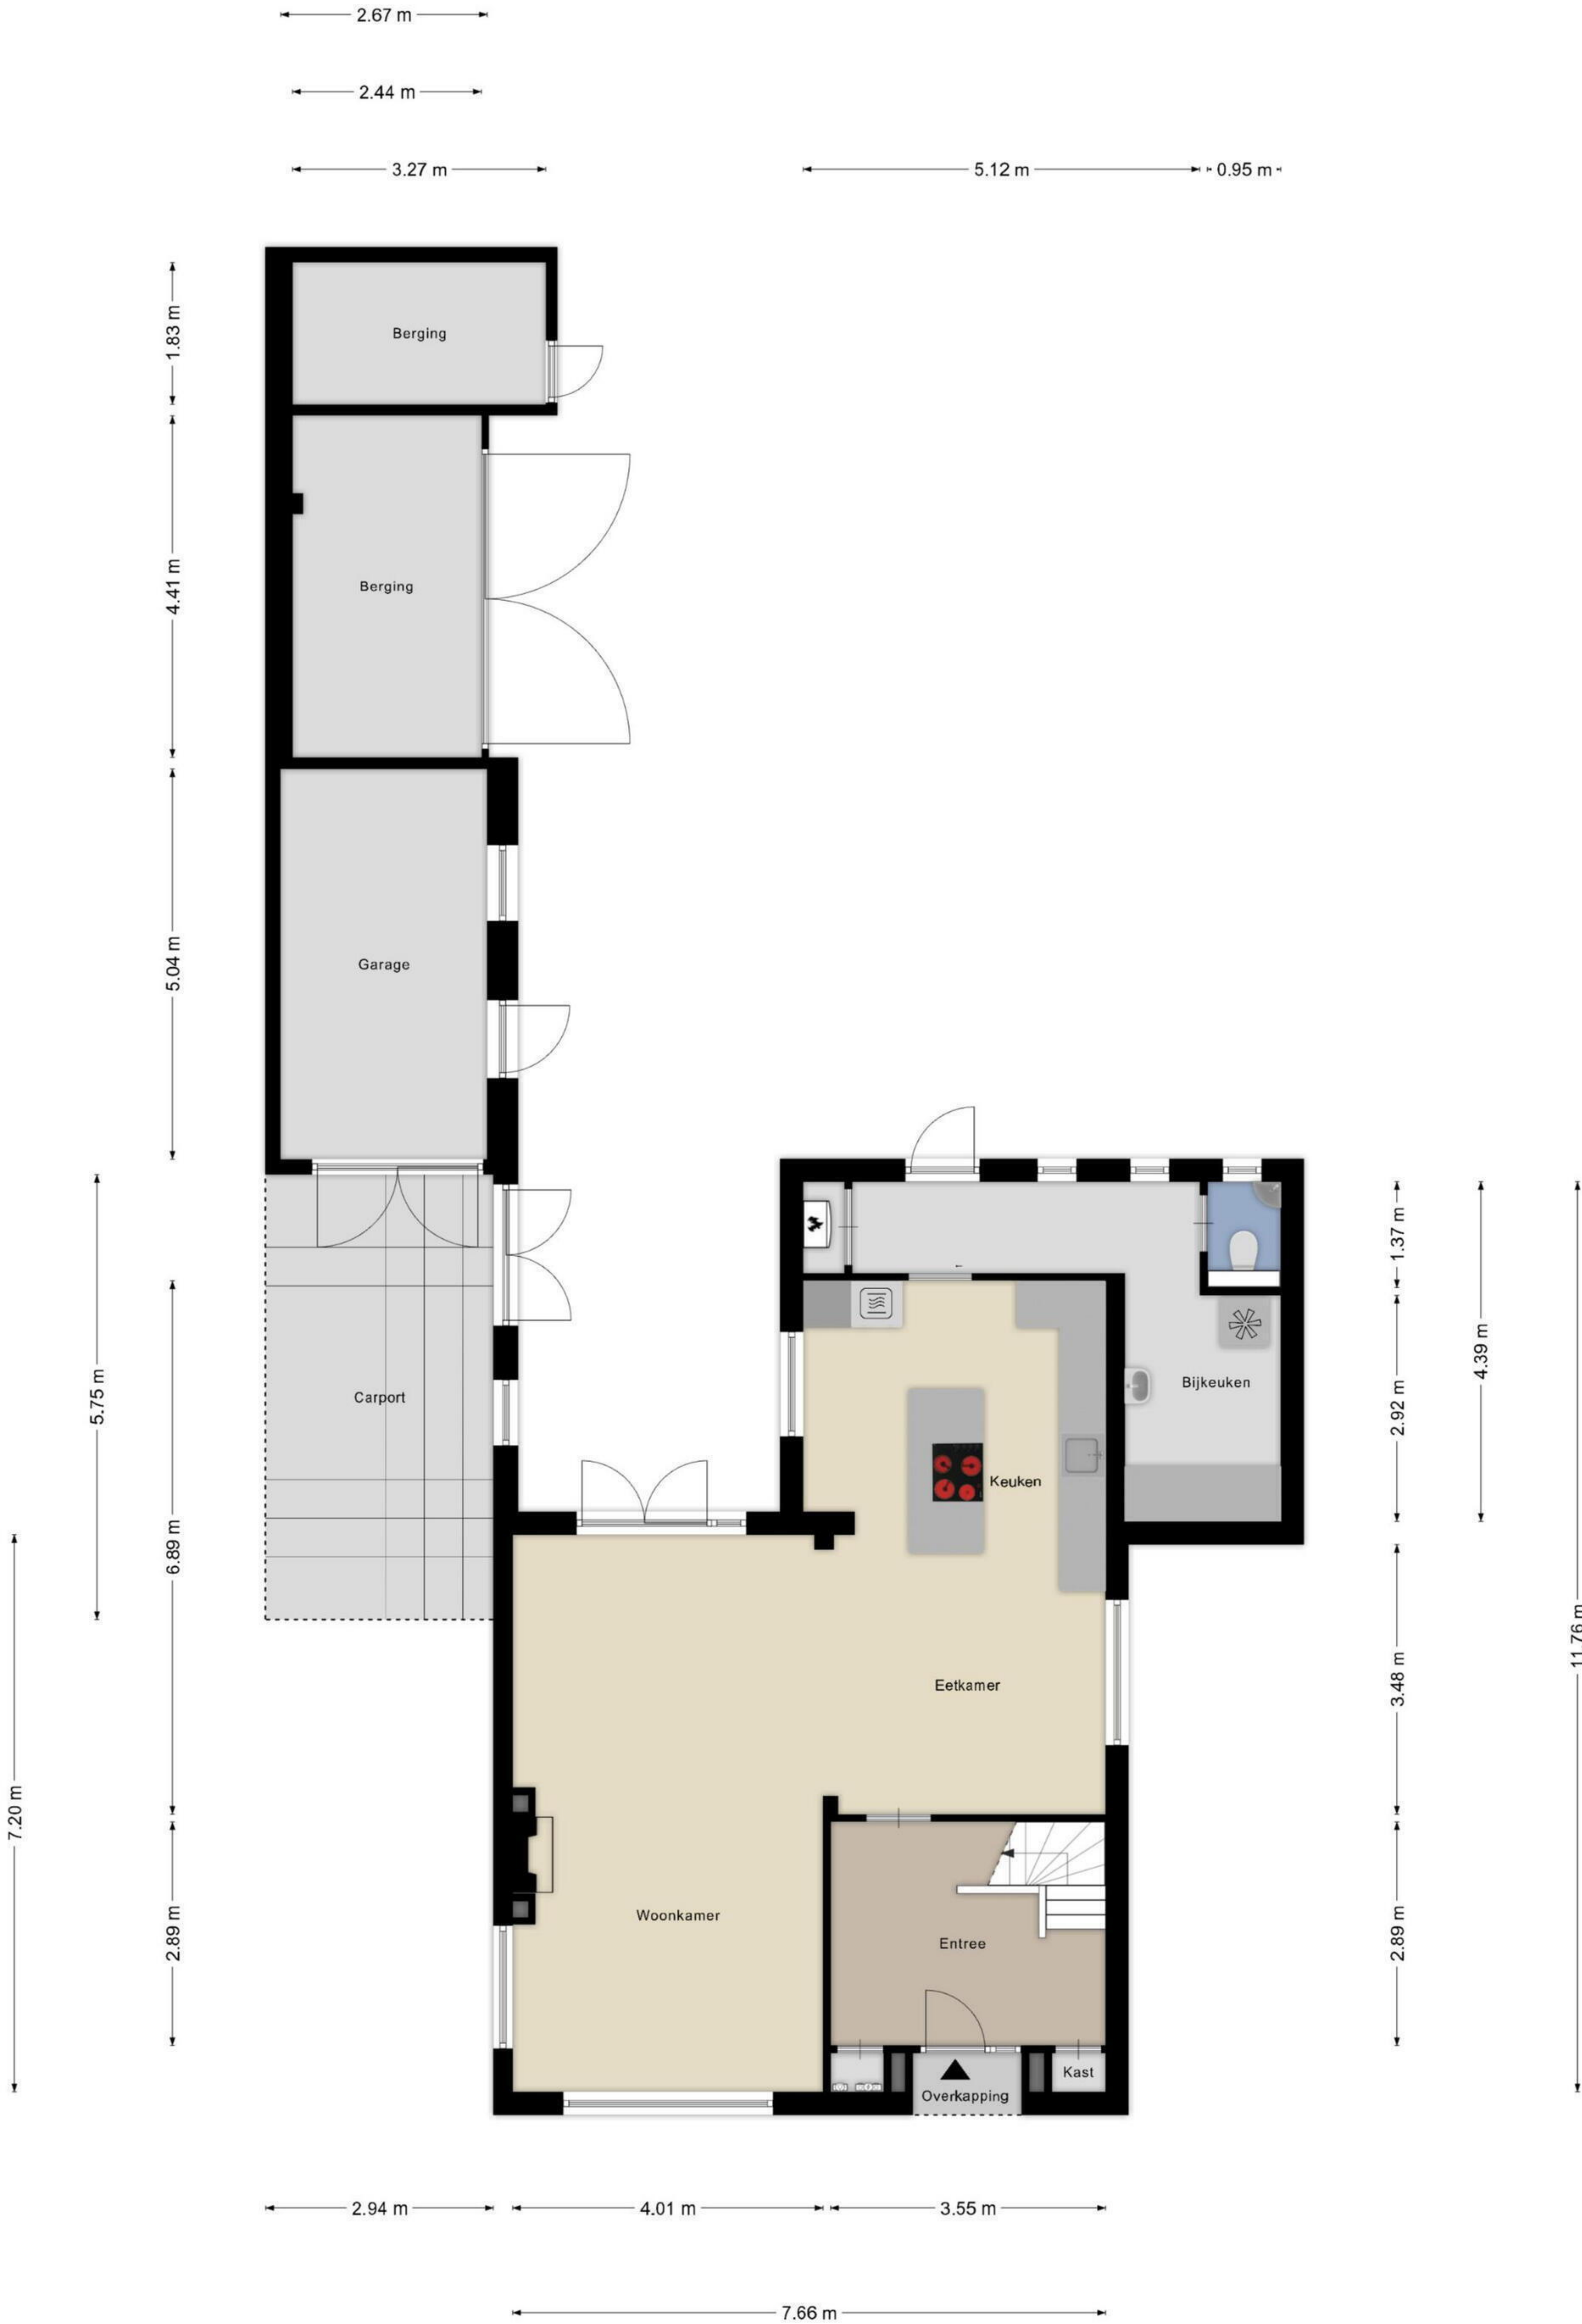 2.67 m
2.44 m
3.27 m
5.12 m
0.95 m
1.83 m
Berging
4.41 m
Berging
5.04 m
Garage
1.37 m
4.39 m
5.75 m
Carport
Bijkeuken
2.92 m
Keuken
6.89 m
11.76 m
3.48 m
Eetkamer
7.20 m
2.89 m
Woonkamer
Entree
2.89 m
Kast
Overkapping
2.94 m
4.01 m
3.55 m
7.66 m